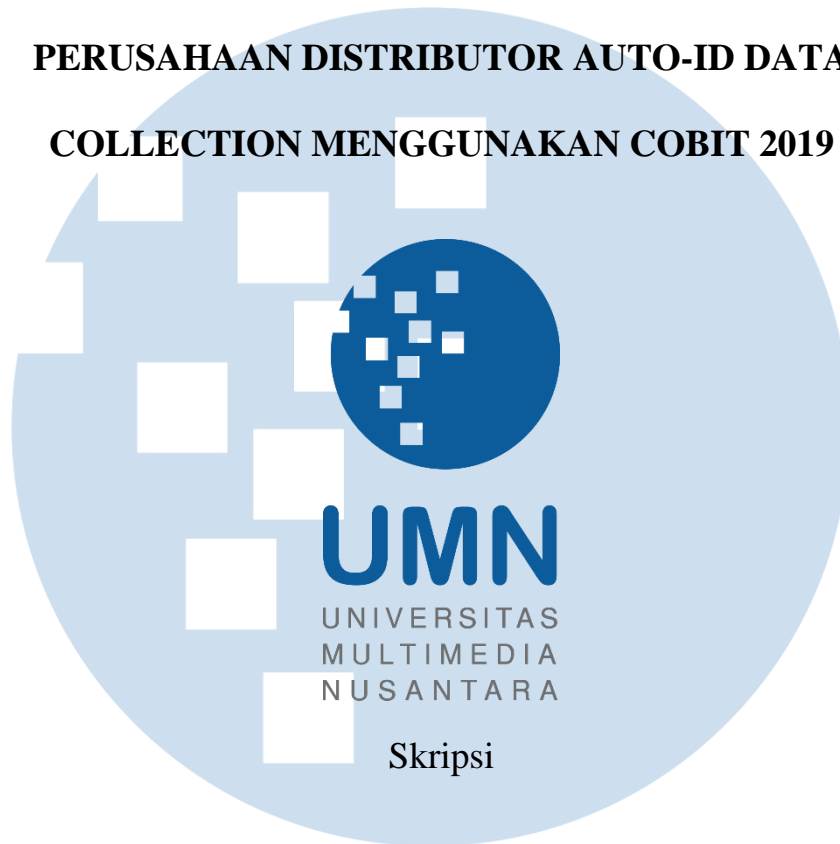 PERUSAHAAN DISTRIBUTOR AUTO-ID DATA
COLLECTION MENGGUNAKAN COBIT 2019
UMN
UNIVERSITAS
MULTIMEDIA
NUSANTARA
Skripsi